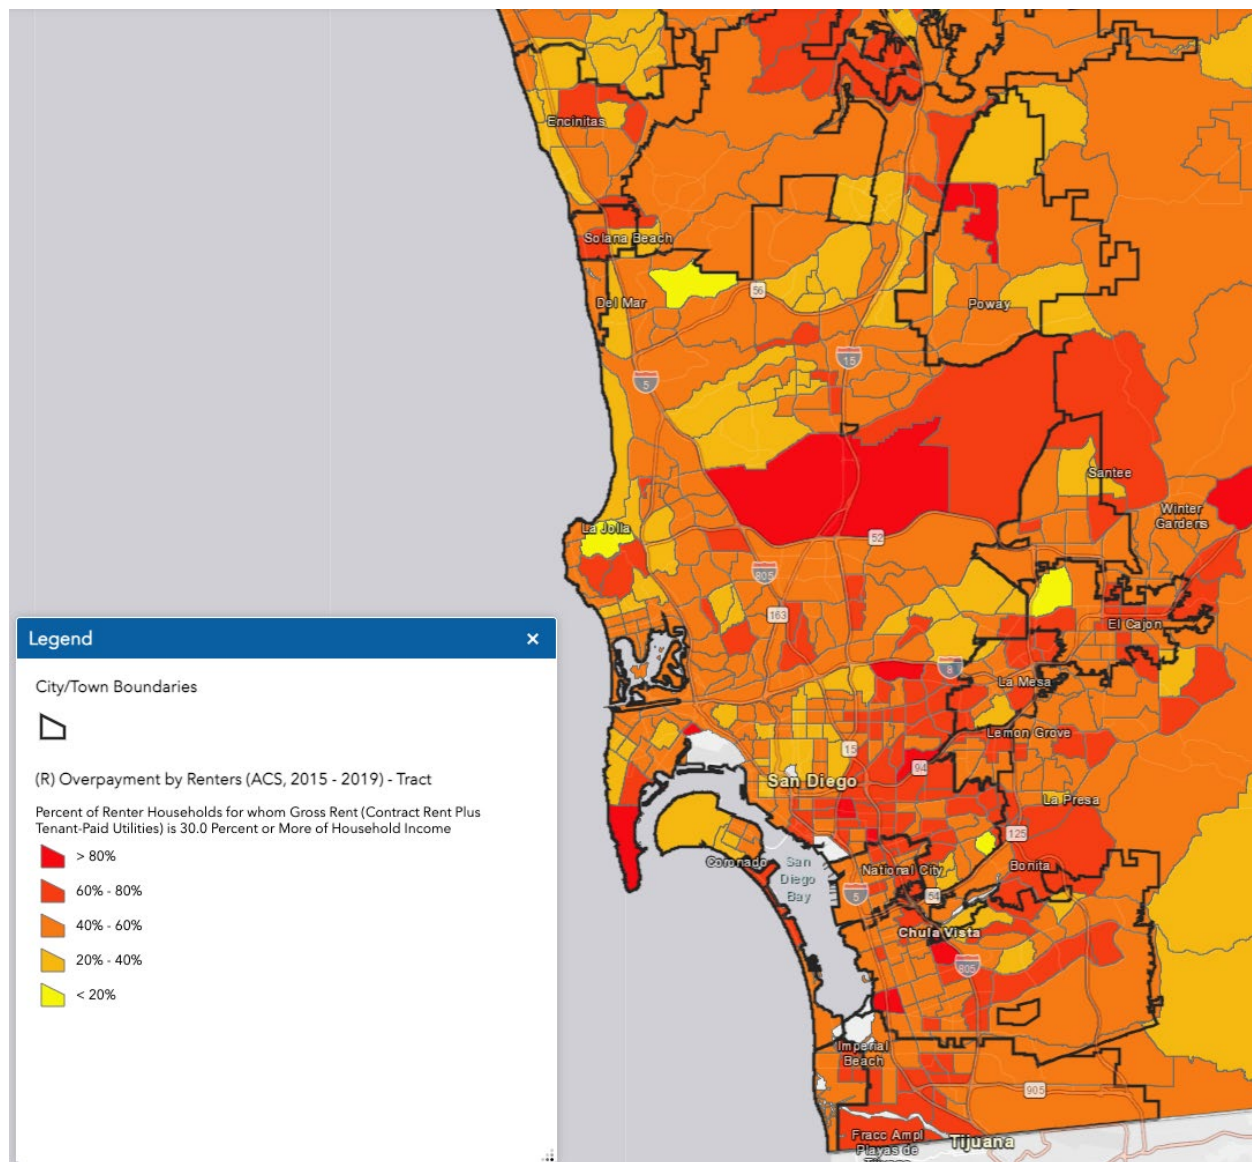 Encinitas
Solana Beach
Del Mar
56
Poway
15
5
Santee
Winter
Gardens
La Jolla
52
805
163
El Cajon
8
La Mesa
Lemon Grove
15
94
San Diego
La Presa
125
Coronado
San
Diego
Bay
National City
Bonita
5
54
Chula Vista
805
Imperial
Beach
905
Fracc Ampl
Playas de
Tijuana
Legend
×
City/Town Boundaries
(R) Overpayment by Renters (ACS, 2015 - 2019) - Tract
Percent of Renter Households for whom Gross Rent (Contract Rent Plus
Tenant-Paid Utilities) is 30.0 Percent or More of Household Income
> 80%
60% - 80%
40% - 60%
20% - 40%
< 20%